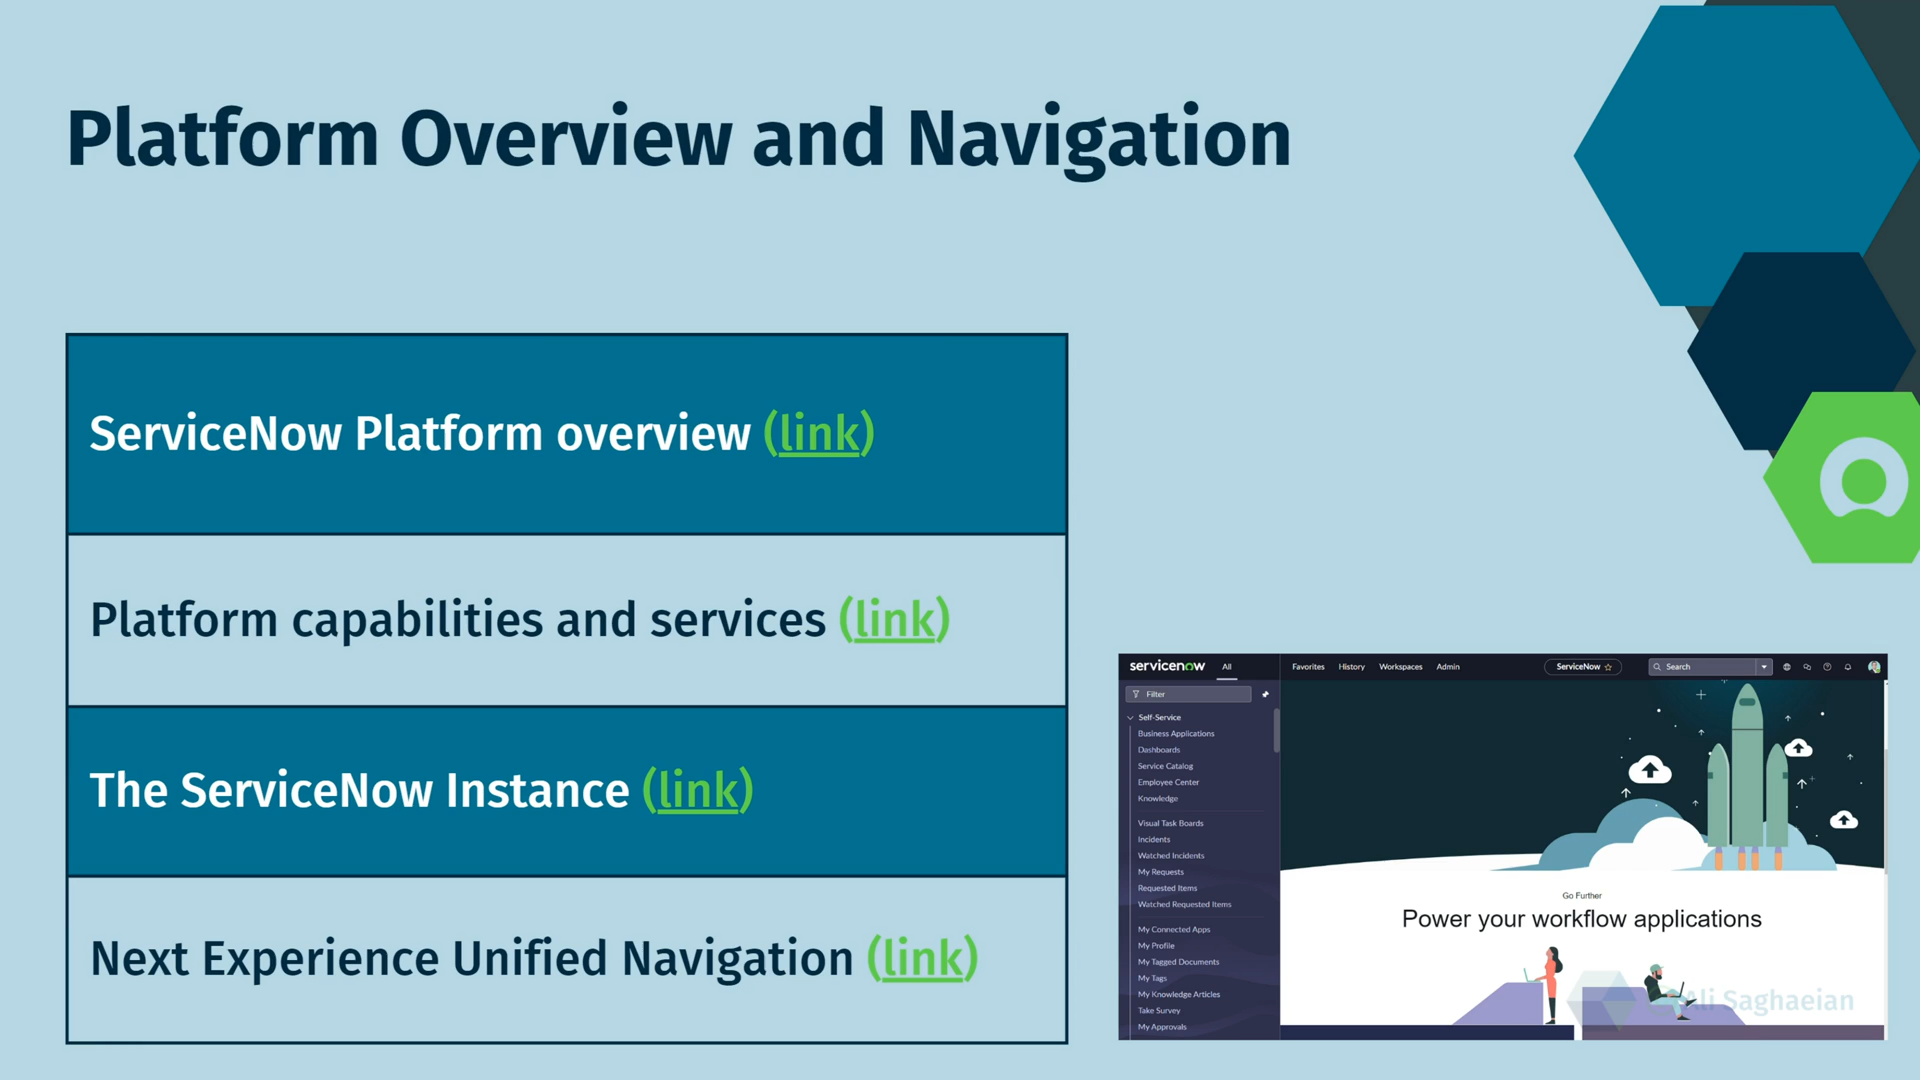 Platform Overview and Navigation
ServiceNow Platform overview (link)
Platform capabilities and services (link)
The ServiceNow Instance (link)
Next Experience Unified Navigation (link)
servicenow All Favorites History Workspaces Admin ServiceNow ☆ Search
Filter
Self-Service
Business Applications
Dashboards
Service Catalog
Employee Center
Knowledge
Visual Task Boards
Incidents
Watched Incidents
My Requests
Requested Items
Watched Requested Items
My Connected Apps
My Profile
My Tagged Documents
My Tags
My Knowledge Articles
Take Survey
My Approvals
Go Further
Power your workflow applications
Ali Saghaeian